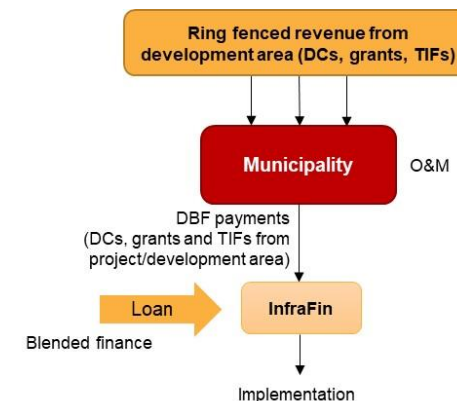 Ring fenced revenue from
development area (DCs, grants, TIFs)
Municipality
O&M
DBF payments
(DCs, grants and TIFs from
project/development area)
Loan
InfraFin
Blended finance
Implementation